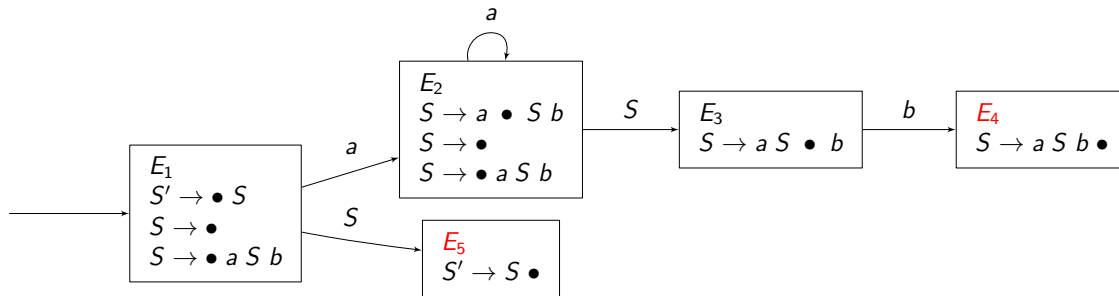 a
E2
S → a • S b
S → •
S → • a S b
S
E3
S → a S • b
b
E4
S → a S b •
a
E1
S′ → • S
S → •
S → • a S b
S
E5
S′ → S •